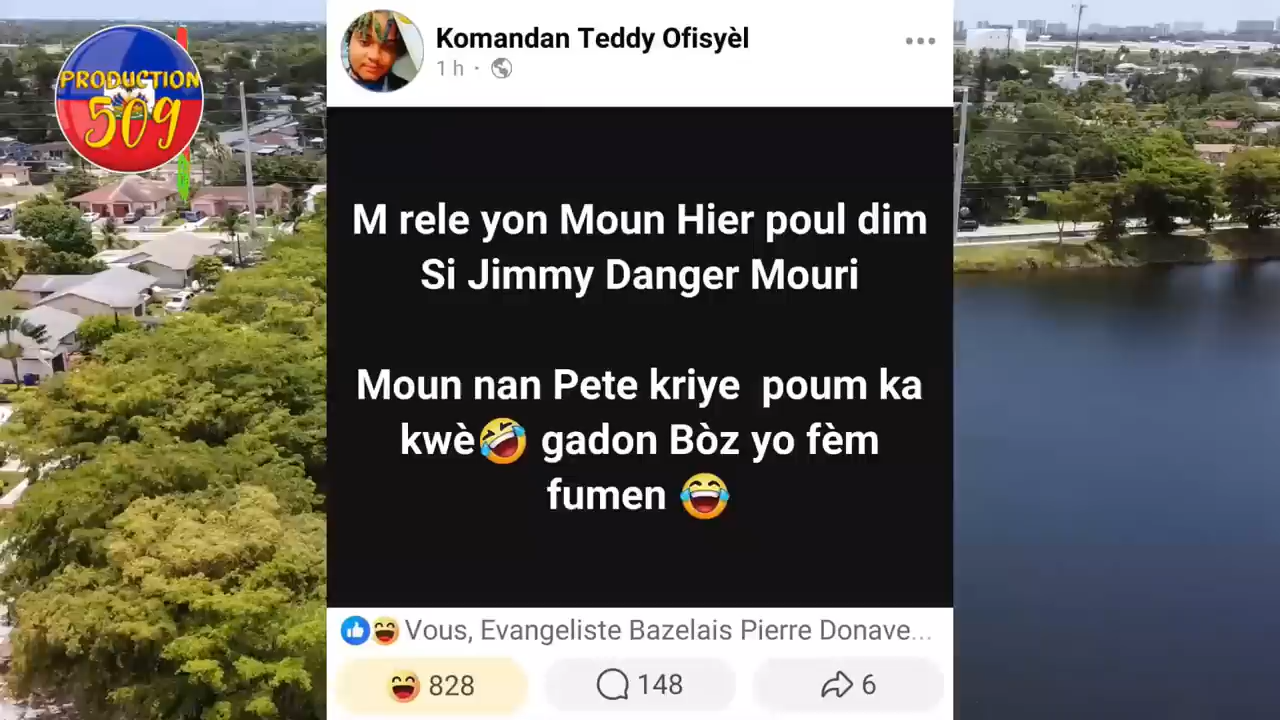 PRODUCTION
509
Komandan Teddy Ofisyèl
1 h ·
M rele yon Moun Hier poul dim
Si Jimmy Danger Mouri
Moun nan Pete kriye poum ka
kwè🤣 gadon Bòz yo fèm
fumen 😂
Vous, Evangeliste Bazelais Pierre Donave...
828
148
6